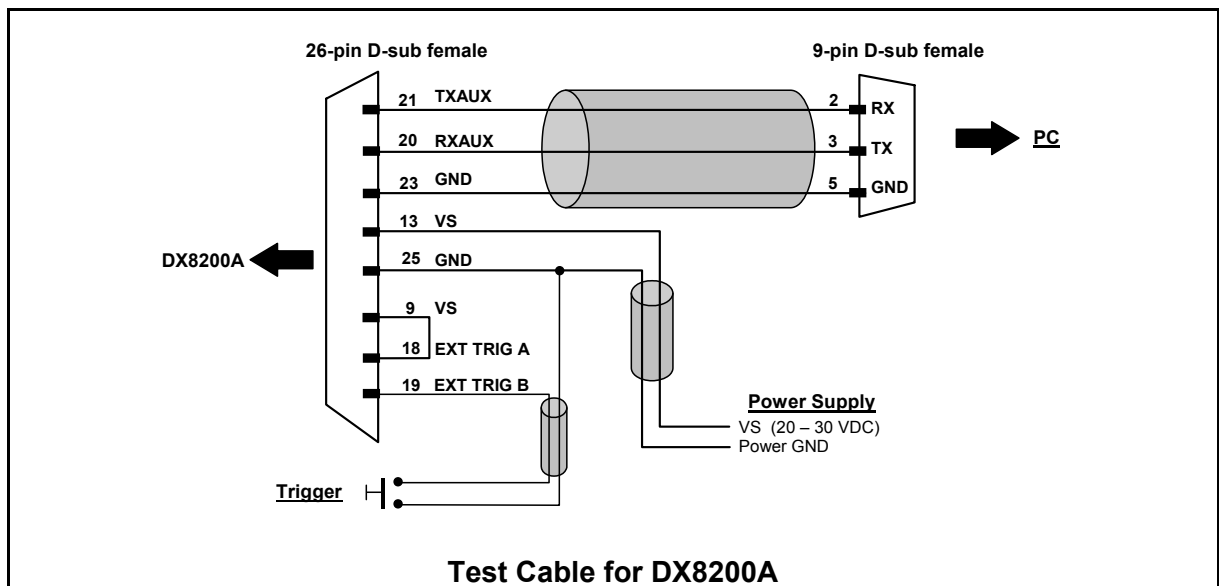 26-pin D-sub female
9-pin D-sub female
21 TXAUX 2 RX
20 RXAUX 3 TX
PC
23 GND 5 GND
13 VS
DX8200A
25 GND
9 VS
18 EXT TRIG A
19 EXT TRIG B
Power Supply
VS (20 – 30 VDC)
Power GND
Trigger
Test Cable for DX8200A